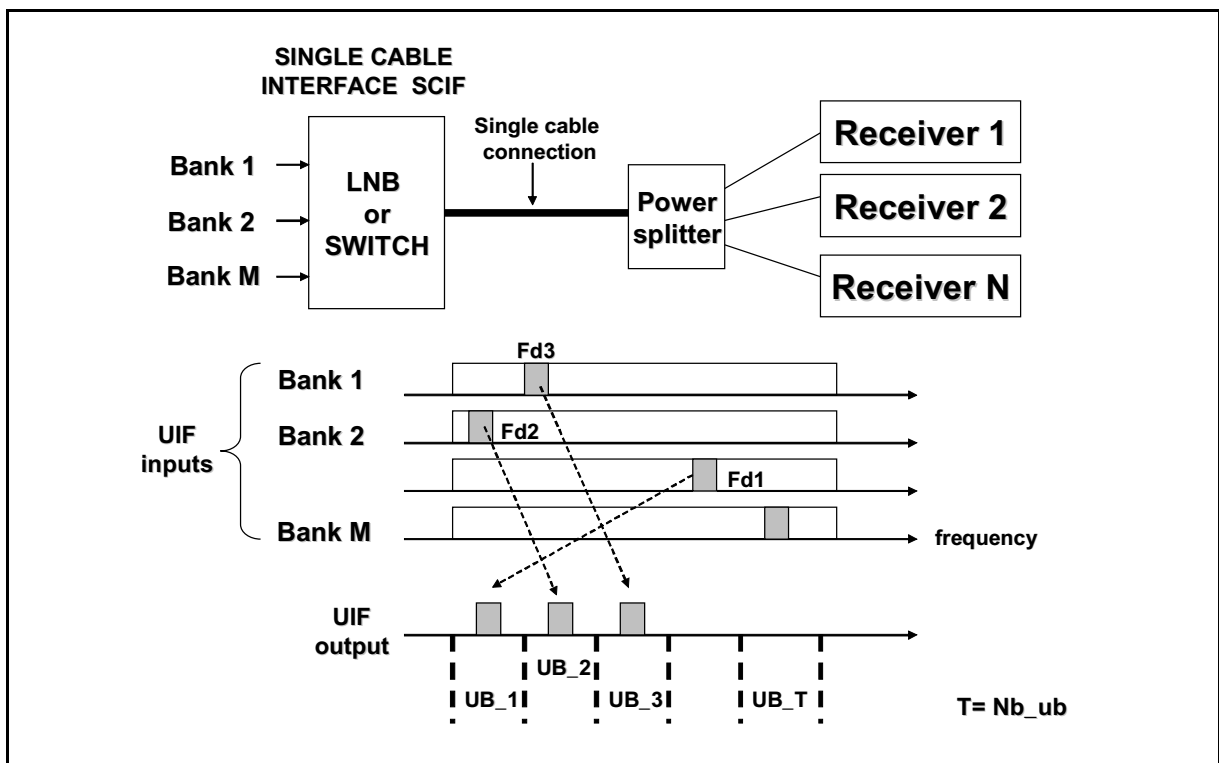 SINGLE CABLE
INTERFACE SCIF
Bank 1
Bank 2
Bank M
LNB
or
SWITCH
Single cable
connection
Power
splitter
Receiver 1
Receiver 2
Receiver N
UIF
inputs
Bank 1
Fd3
Bank 2
Fd2
Fd1
Bank M
frequency
UIF
output
UB_1
UB_2
UB_3
UB_T
T= Nb_ub